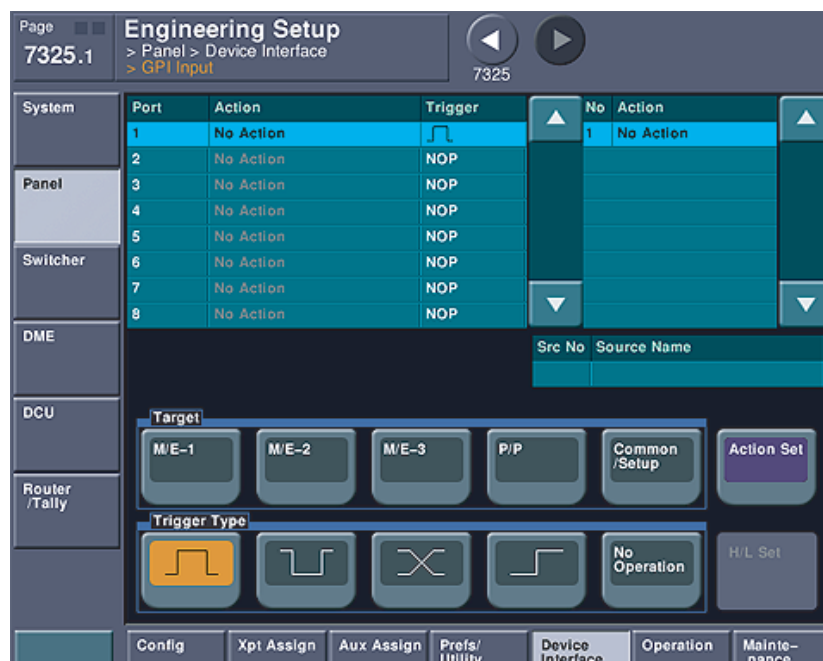 Page
7325.1
Engineering Setup
> Panel > Device Interface
> GPI Input
7325
System
Panel
Switcher
DME
DCU
Router
/Tally
Port Action Trigger
1 No Action
2 No Action NOP
3 No Action NOP
4 No Action NOP
5 No Action NOP
6 No Action NOP
7 No Action NOP
8 No Action NOP
No Action
1 No Action
Src No Source Name
Target
M/E-1
M/E-2
M/E-3
P/P
Common
/Setup
Action Set
Trigger Type
No
Operation
H/L Set
Config
Xpt Assign
Aux Assign
Prefs/
Utility
Device
Interface
Operation
Mainte-
nance